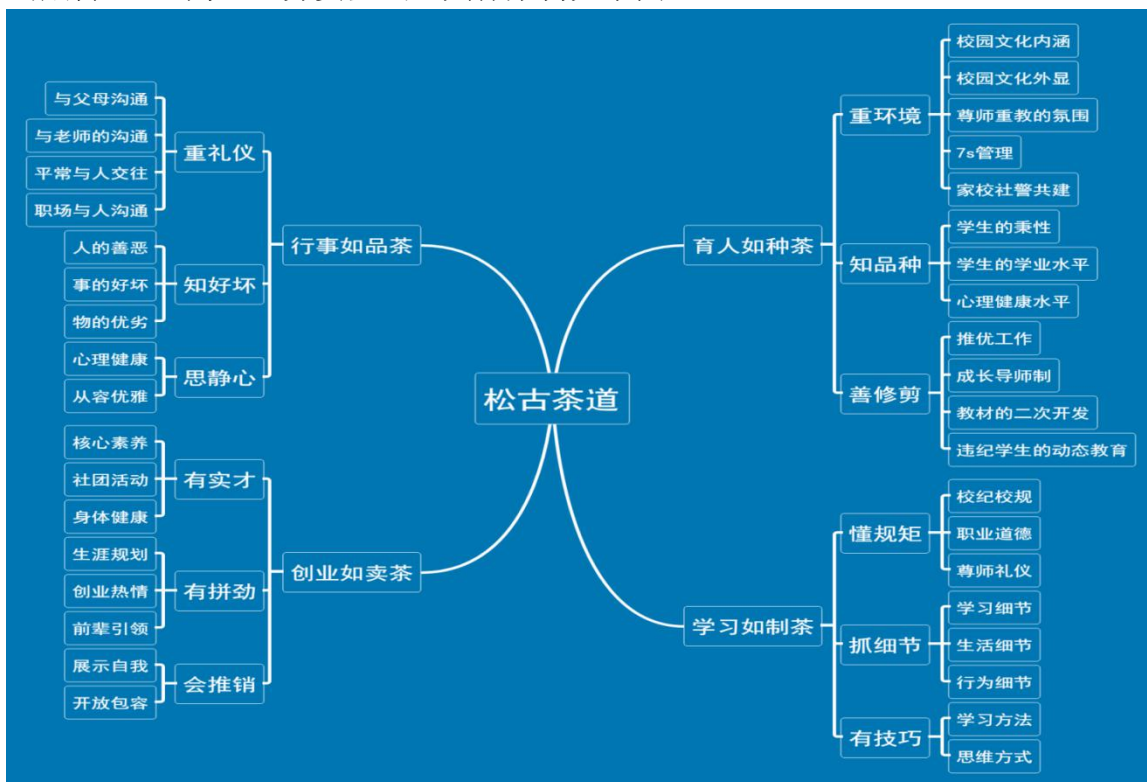 松古茶道
育人如种茶
重环境
校园文化内涵
校园文化外显
尊师重教的氛围
7s管理
家校社警共建
知品种
学生的秉性
学生的学业水平
心理健康水平
善修剪
推优工作
成长导师制
教材的二次开发
违纪学生的动态教育
学习如制茶
懂规矩
校纪校规
职业道德
尊师礼仪
抓细节
学习细节
生活细节
行为细节
有技巧
学习方法
思维方式
行事如品茶
重礼仪
与父母沟通
与老师的沟通
平常与人交往
职场与人沟通
知好坏
人的善恶
事的好坏
物的优劣
思静心
心理健康
从容优雅
创业如卖茶
有实才
核心素养
社团活动
身体健康
有拼劲
生涯规划
创业热情
前辈引领
会推销
展示自我
开放包容